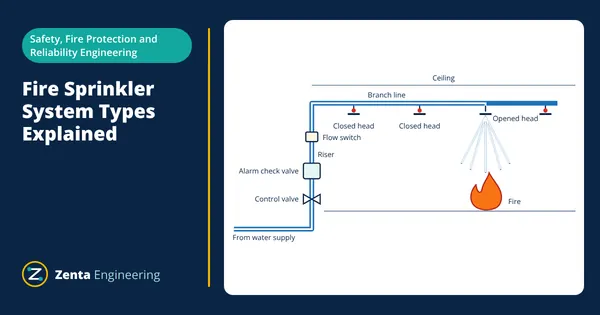 Safety, Fire Protection and
Reliability Engineering
Fire Sprinkler
System Types
Explained
Zenta Engineering
Ceiling
Branch line
Closed head
Closed head
Opened head
Flow switch
Riser
Alarm check valve
Control valve
Fire
From water supply